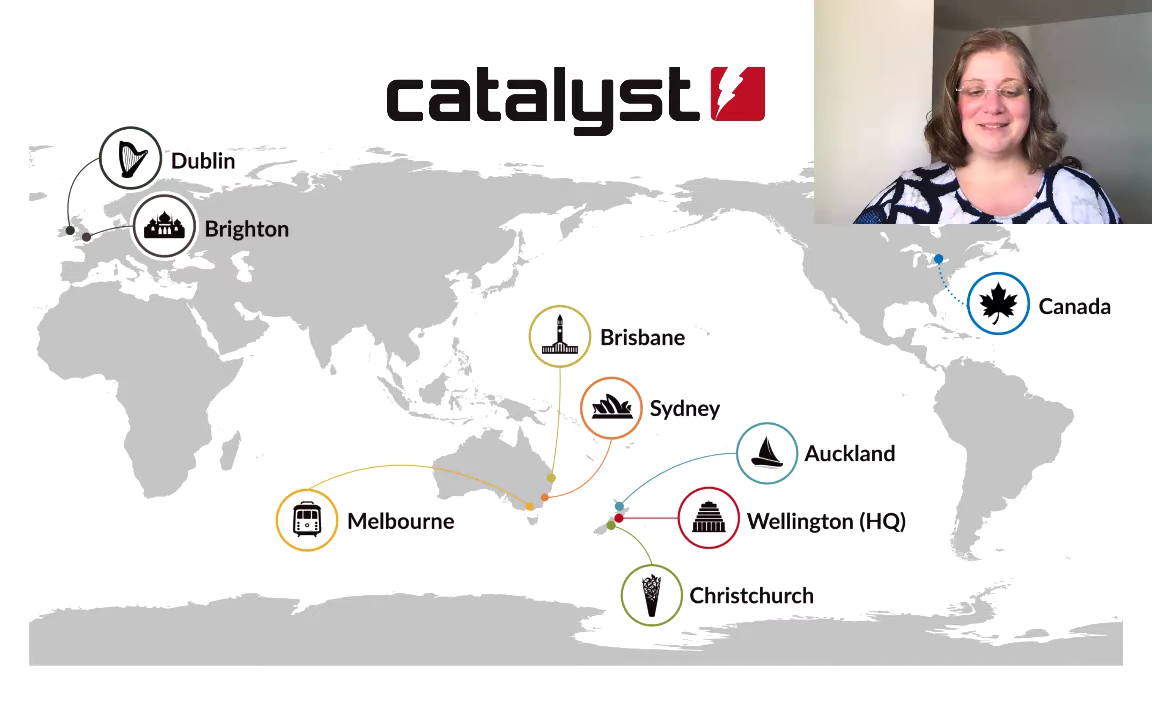 catalyst
Dublin
Brighton
Canada
Brisbane
Sydney
Auckland
Melbourne
Wellington (HQ)
Christchurch